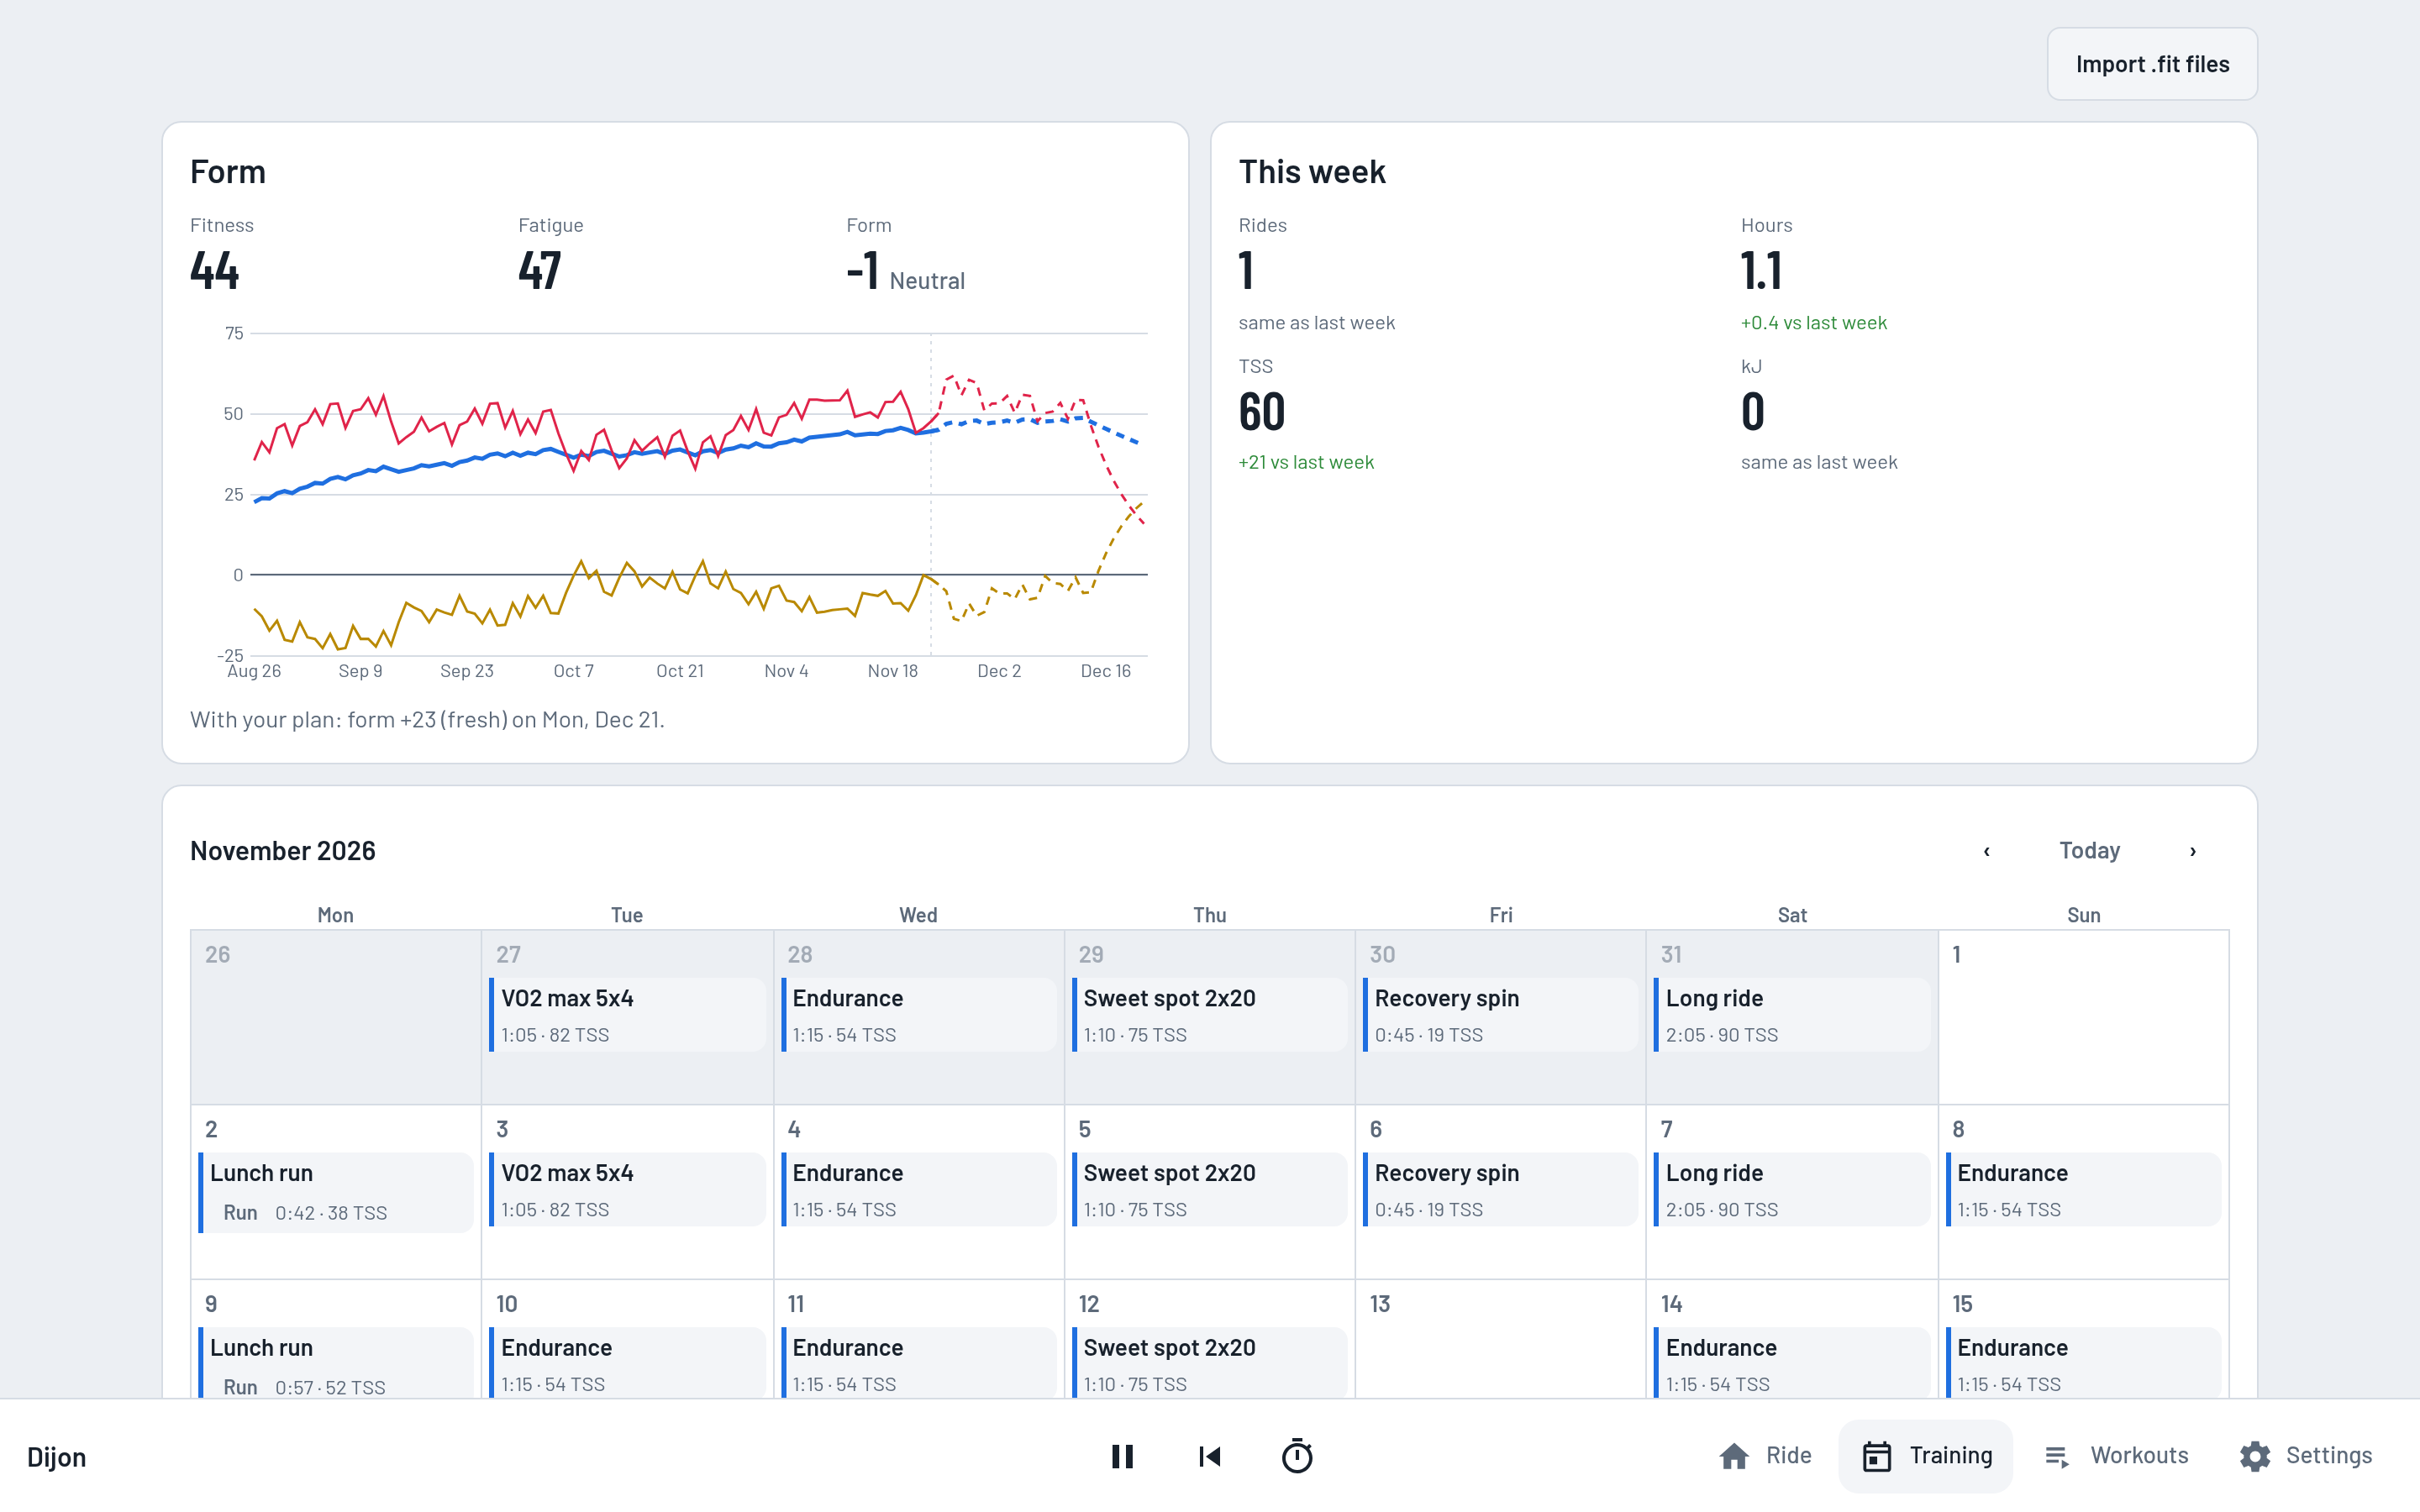 Import .fit files
Form
Fitness
Fatigue
Form
44
47
-1 Neutral
75
50
25
0
-25
Aug 26 Sep 9 Sep 23 Oct 7 Oct 21 Nov 4 Nov 18 Dec 2 Dec 16
With your plan: form +23 (fresh) on Mon, Dec 21.
This week
Rides
1
same as last week
Hours
1.1
+0.4 vs last week
TSS
60
+21 vs last week
kJ
0
same as last week
November 2026
‹ Today ›
Mon Tue Wed Thu Fri Sat Sun
26
27
VO2 max 5x4
1:05 · 82 TSS
28
Endurance
1:15 · 54 TSS
29
Sweet spot 2x20
1:10 · 75 TSS
30
Recovery spin
0:45 · 19 TSS
31
Long ride
2:05 · 90 TSS
1
2
Lunch run
Run 0:42 · 38 TSS
3
VO2 max 5x4
1:05 · 82 TSS
4
Endurance
1:15 · 54 TSS
5
Sweet spot 2x20
1:10 · 75 TSS
6
Recovery spin
0:45 · 19 TSS
7
Long ride
2:05 · 90 TSS
8
Endurance
1:15 · 54 TSS
9
Lunch run
Run 0:57 · 52 TSS
10
Endurance
1:15 · 54 TSS
11
Endurance
1:15 · 54 TSS
12
Sweet spot 2x20
1:10 · 75 TSS
13
14
Endurance
1:15 · 54 TSS
15
Endurance
1:15 · 54 TSS
Dijon
Ride
Training
Workouts
Settings